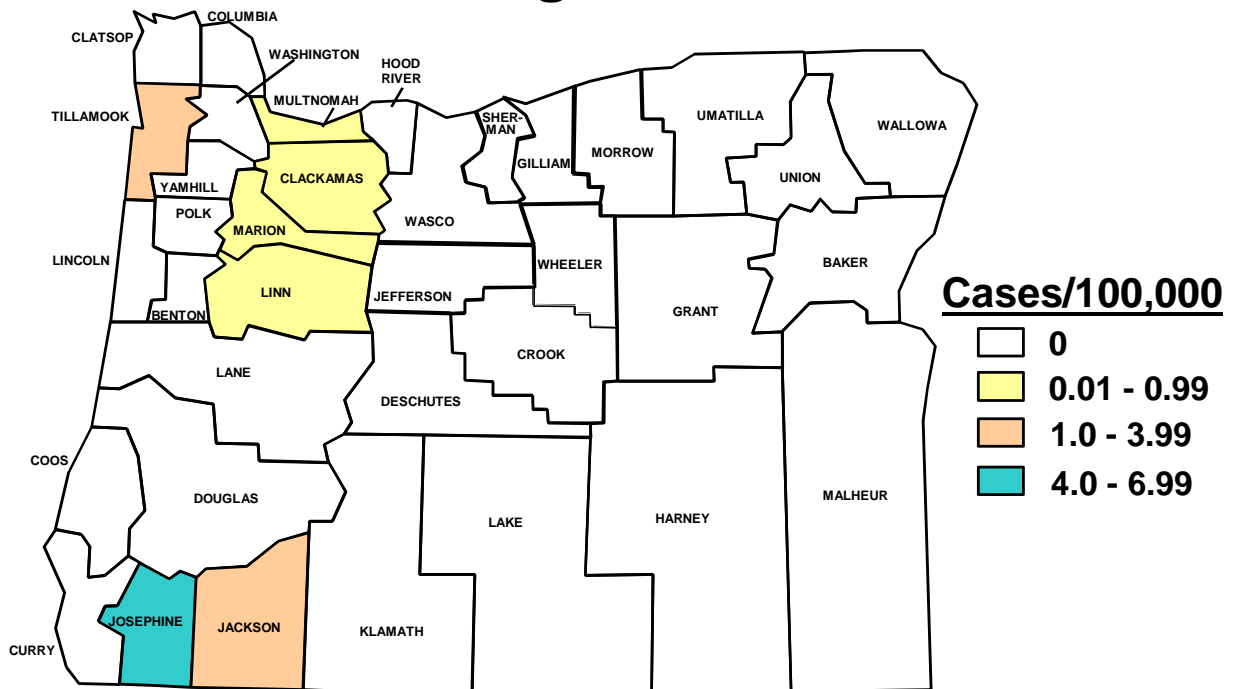 COLUMBIA
CLATSOP
WASHINGTON
HOOD
RIVER
TILLAMOOK
MULTNOMAH
SHER-
MAN
UMATILLA
WALLOWA
GILLIAM
MORROW
YAMHILL
CLACKAMAS
UNION
POLK
MARION
WASCO
LINCOLN
WHEELER
BAKER
LINN
JEFFERSON
BENTON
GRANT
CROOK
LANE
DESCHUTES
COOS
DOUGLAS
LAKE
HARNEY
MALHEUR
JOSEPHINE
JACKSON
KLAMATH
CURRY
Cases/100,000
0
0.01 - 0.99
1.0 - 3.99
4.0 - 6.99